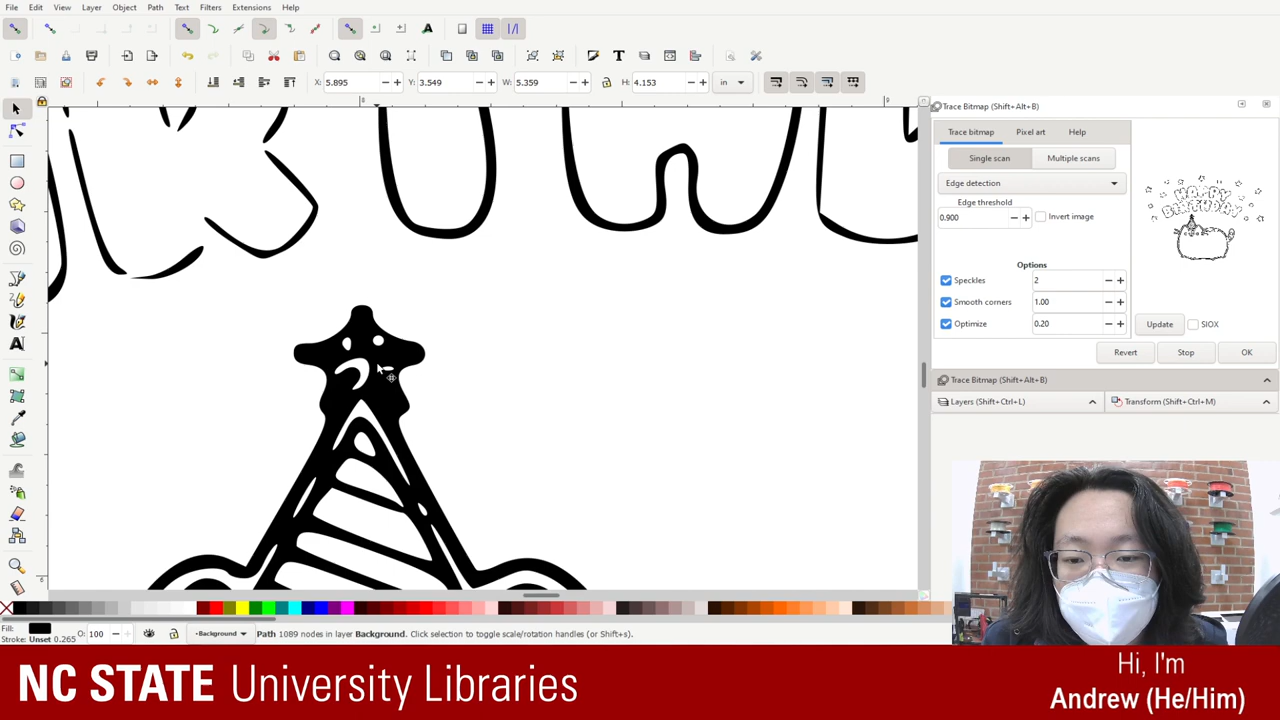 File Edit View Layer Object Path Text Filters Extensions Help
X: 5.895 Y: 3.549 W: 5.359 H: 4.153 in
Trace Bitmap (Shift+Alt+B)
Trace bitmap Pixel art Help
Single scan Multiple scans
Edge detection
Edge threshold
0.900 Invert image
Options
Speckles 2
Smooth corners 1.00
Optimize 0.20
Update SIOX
Revert Stop OK
Trace Bitmap (Shift+Alt+B)
Layers (Shift+Ctrl+L) Transform (Shift+Ctrl+M)
HAPPY
BIRTHDAY
Fill:
Stroke: Unset 0.265
O: 100
Background
Path 1089 nodes in layer Background. Click selection to toggle scale/rotation handles (or Shift+s).
NC STATE University Libraries
Hi, I'm
Andrew (He/Him)